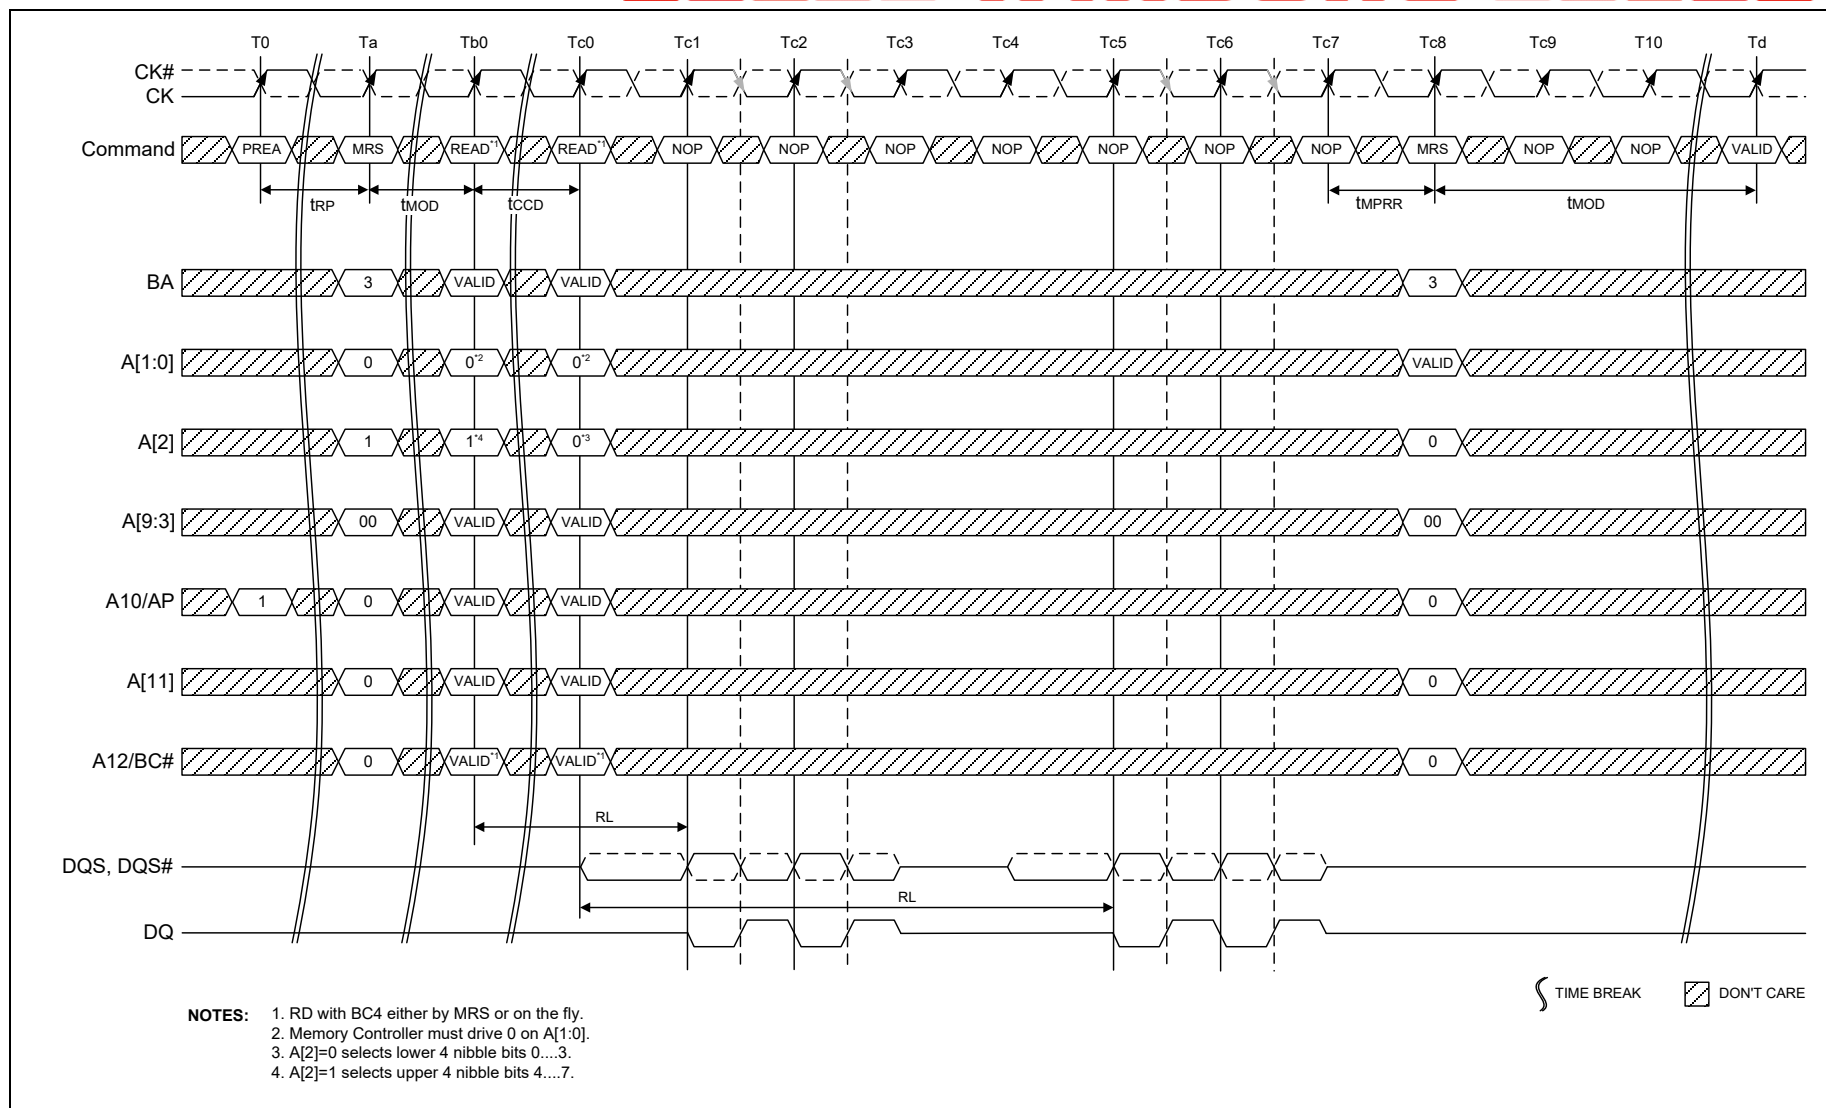 T0 Ta Tb0 Tc0 Tc1 Tc2 Tc3 Tc4 Tc5 Tc6 Tc7 Tc8 Tc9 T10 Td
CK#
CK
Command PREA MRS READ*1 READ*1 NOP NOP NOP NOP NOP NOP NOP MRS NOP NOP VALID
tRP tMOD tCCD tMPRR tMOD
BA 3 VALID VALID 3
A[1:0] 0 0*2 0*2 VALID
A[2] 1 1*4 0*3 0
A[9:3] 00 VALID VALID 00
A10/AP 1 0 VALID VALID 0
A[11] 0 VALID VALID 0
A12/BC# 0 VALID*1 VALID*1 0
RL
DQS, DQS#
RL
DQ
TIME BREAK DON'T CARE
NOTES: 1. RD with BC4 either by MRS or on the fly.
2. Memory Controller must drive 0 on A[1:0].
3. A[2]=0 selects lower 4 nibble bits 0....3.
4. A[2]=1 selects upper 4 nibble bits 4....7.